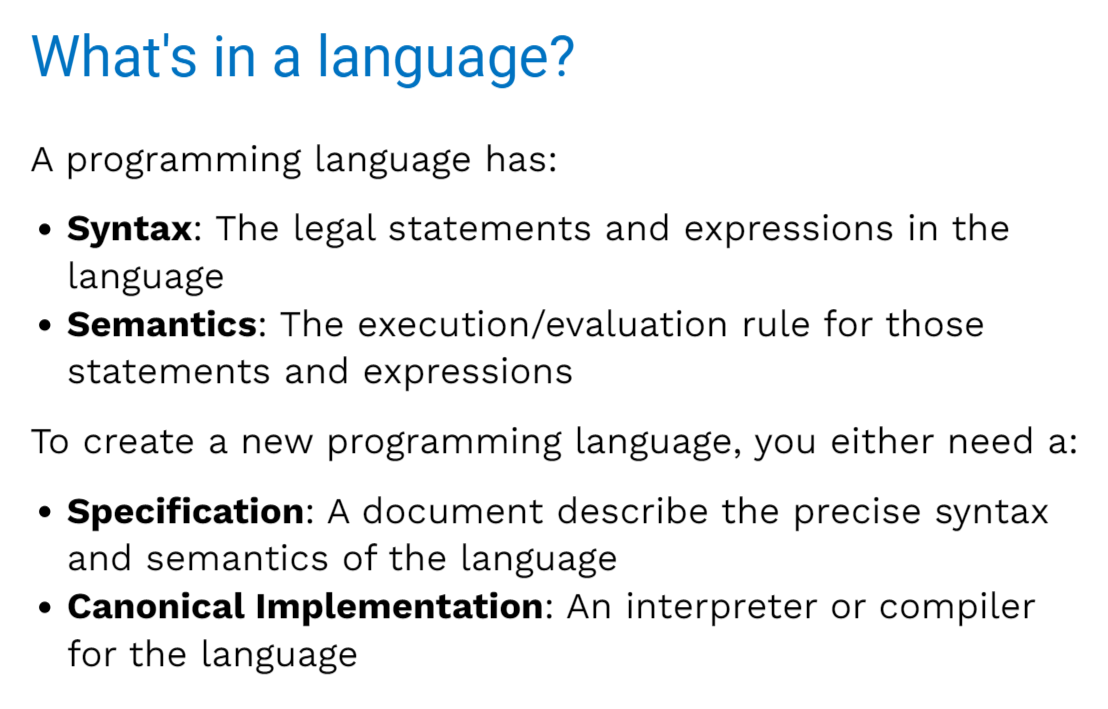 What's in a language?
A programming language has:
• Syntax: The legal statements and expressions in the
language
• Semantics: The execution/evaluation rule for those
statements and expressions
To create a new programming language, you either need a:
• Specification: A document describe the precise syntax
and semantics of the language
• Canonical Implementation: An interpreter or compiler
for the language